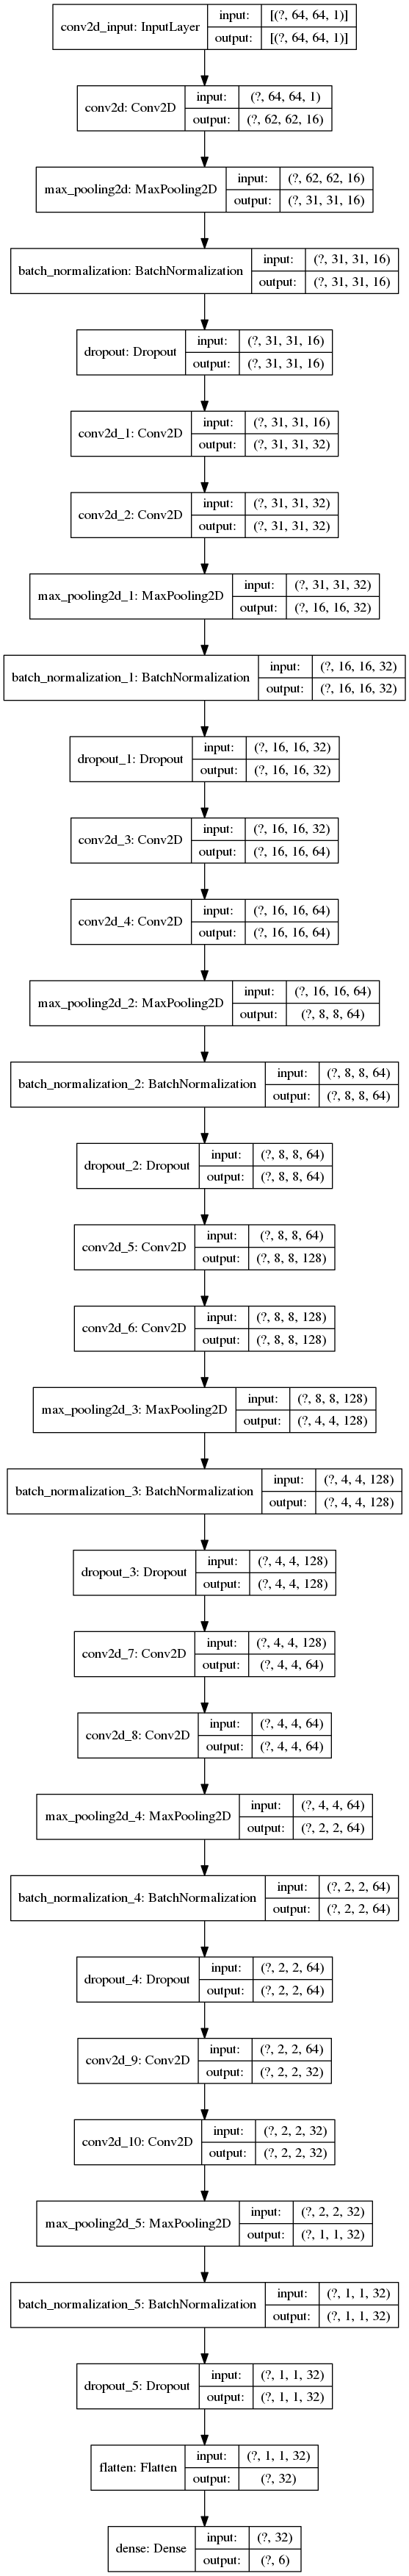 conv2d_input: InputLayer input: [(?, 64, 64, 1)]
output: [(?, 64, 64, 1)]
conv2d: Conv2D input: (?, 64, 64, 1)
output: (?, 62, 62, 16)
max_pooling2d: MaxPooling2D input: (?, 62, 62, 16)
output: (?, 31, 31, 16)
batch_normalization: BatchNormalization input: (?, 31, 31, 16)
output: (?, 31, 31, 16)
dropout: Dropout input: (?, 31, 31, 16)
output: (?, 31, 31, 16)
conv2d_1: Conv2D input: (?, 31, 31, 16)
output: (?, 31, 31, 32)
conv2d_2: Conv2D input: (?, 31, 31, 32)
output: (?, 31, 31, 32)
max_pooling2d_1: MaxPooling2D input: (?, 31, 31, 32)
output: (?, 16, 16, 32)
batch_normalization_1: BatchNormalization input: (?, 16, 16, 32)
output: (?, 16, 16, 32)
dropout_1: Dropout input: (?, 16, 16, 32)
output: (?, 16, 16, 32)
conv2d_3: Conv2D input: (?, 16, 16, 32)
output: (?, 16, 16, 64)
conv2d_4: Conv2D input: (?, 16, 16, 64)
output: (?, 16, 16, 64)
max_pooling2d_2: MaxPooling2D input: (?, 16, 16, 64)
output: (?, 8, 8, 64)
batch_normalization_2: BatchNormalization input: (?, 8, 8, 64)
output: (?, 8, 8, 64)
dropout_2: Dropout input: (?, 8, 8, 64)
output: (?, 8, 8, 64)
conv2d_5: Conv2D input: (?, 8, 8, 64)
output: (?, 8, 8, 128)
conv2d_6: Conv2D input: (?, 8, 8, 128)
output: (?, 8, 8, 128)
max_pooling2d_3: MaxPooling2D input: (?, 8, 8, 128)
output: (?, 4, 4, 128)
batch_normalization_3: BatchNormalization input: (?, 4, 4, 128)
output: (?, 4, 4, 128)
dropout_3: Dropout input: (?, 4, 4, 128)
output: (?, 4, 4, 128)
conv2d_7: Conv2D input: (?, 4, 4, 128)
output: (?, 4, 4, 64)
conv2d_8: Conv2D input: (?, 4, 4, 64)
output: (?, 4, 4, 64)
max_pooling2d_4: MaxPooling2D input: (?, 4, 4, 64)
output: (?, 2, 2, 64)
batch_normalization_4: BatchNormalization input: (?, 2, 2, 64)
output: (?, 2, 2, 64)
dropout_4: Dropout input: (?, 2, 2, 64)
output: (?, 2, 2, 64)
conv2d_9: Conv2D input: (?, 2, 2, 64)
output: (?, 2, 2, 32)
conv2d_10: Conv2D input: (?, 2, 2, 32)
output: (?, 2, 2, 32)
max_pooling2d_5: MaxPooling2D input: (?, 2, 2, 32)
output: (?, 1, 1, 32)
batch_normalization_5: BatchNormalization input: (?, 1, 1, 32)
output: (?, 1, 1, 32)
dropout_5: Dropout input: (?, 1, 1, 32)
output: (?, 1, 1, 32)
flatten: Flatten input: (?, 1, 1, 32)
output: (?, 32)
dense: Dense input: (?, 32)
output: (?, 6)